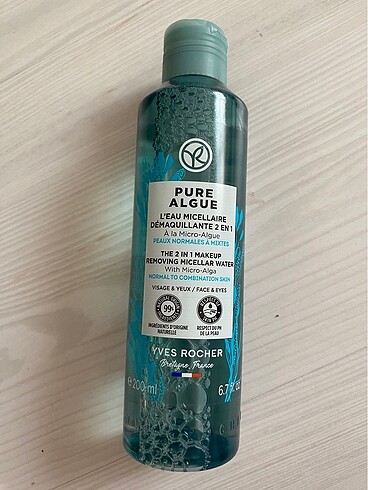 YR
PURE
ALGUE
L'EAU MICELLAIRE
DÉMAQUILLANTE 2 EN 1
À la Micro-Algue
PEAUX NORMALES À MIXTES
THE 2 IN 1 MAKEUP
REMOVING MICELLAR WATER
With Micro-Alga
NORMAL TO COMBINATION SKIN
VISAGE & YEUX / FACE & EYES
99%
INGRÉDIENTS D'ORIGINE
NATURELLE
RESPECT DU PH
DE LA PEAU
YVES ROCHER
Bretagne, France
200 ml
6.7